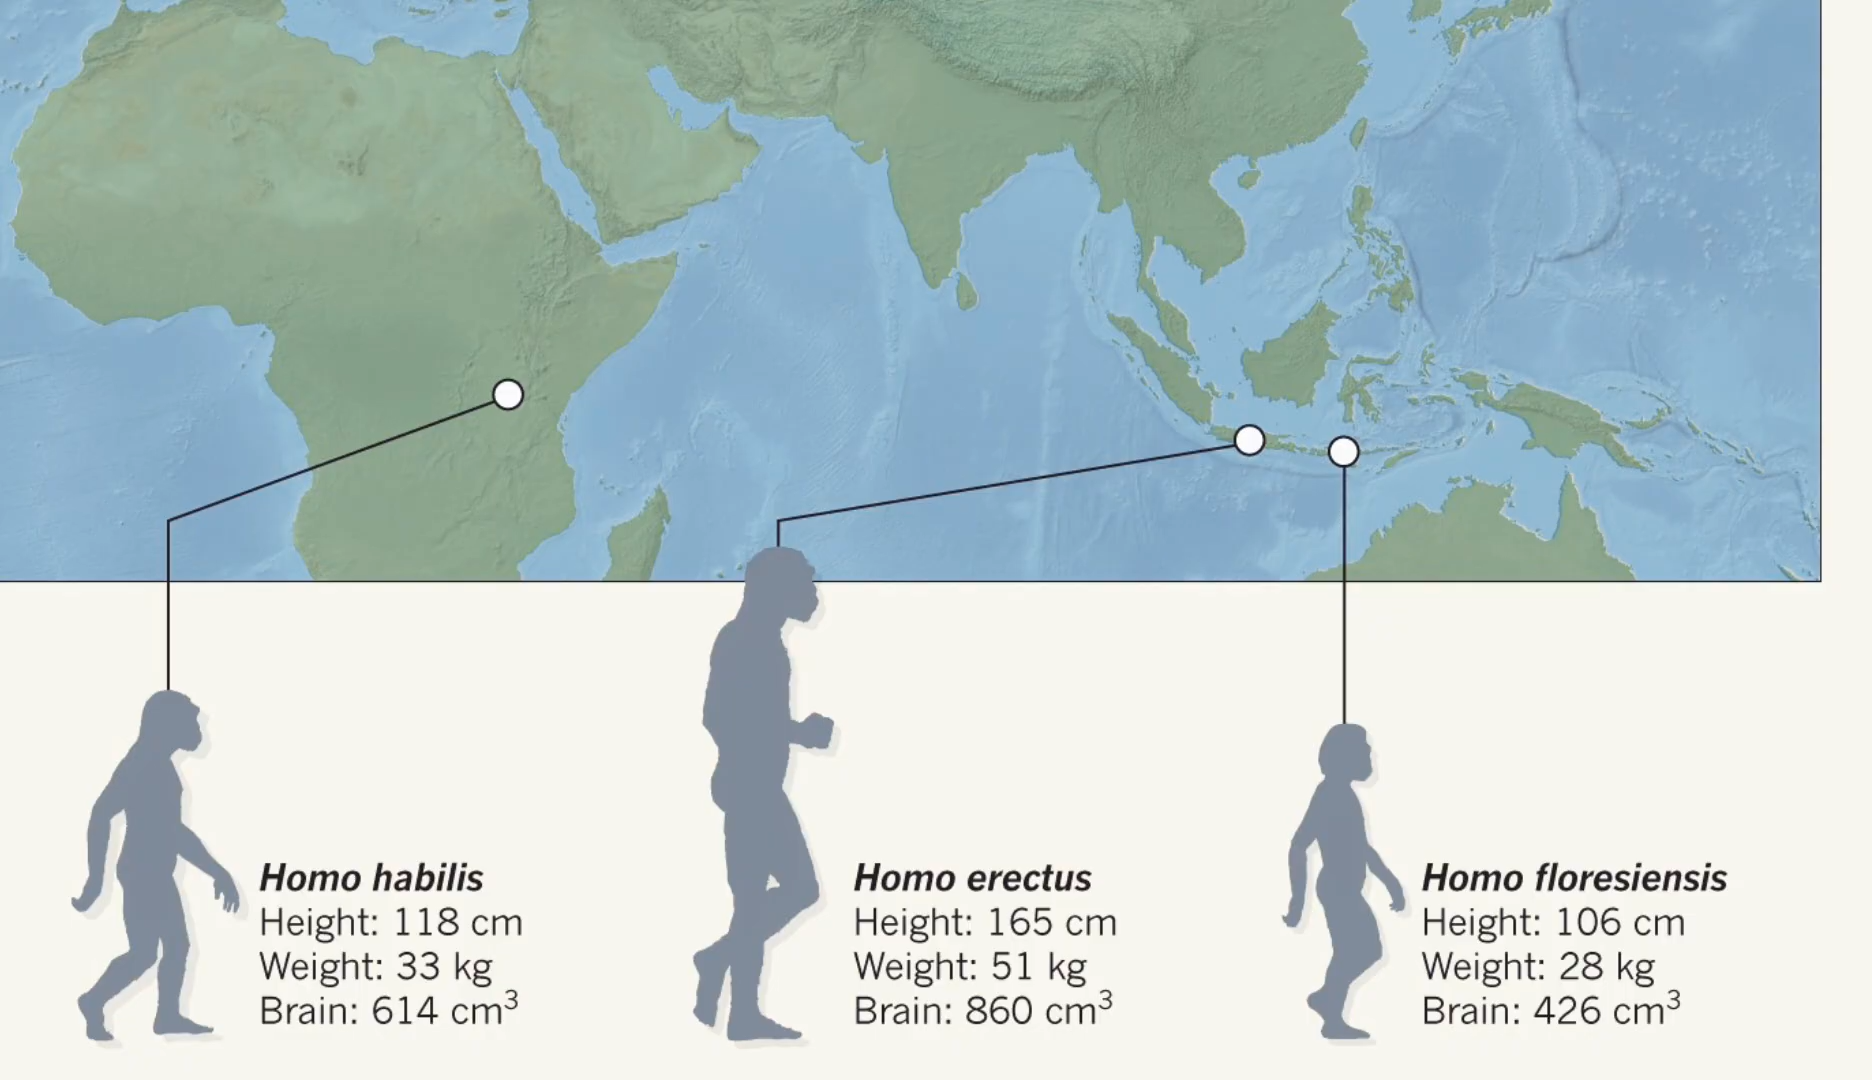 Homo habilis
Height: 118 cm
Weight: 33 kg
Brain: 614 cm³
Homo erectus
Height: 165 cm
Weight: 51 kg
Brain: 860 cm³
Homo floresiensis
Height: 106 cm
Weight: 28 kg
Brain: 426 cm³